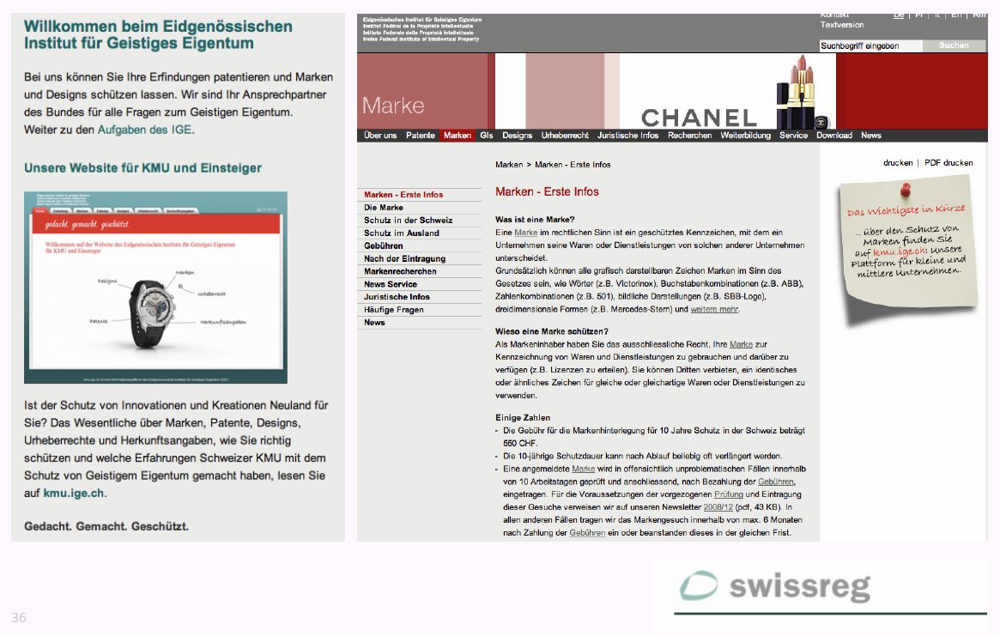 Willkommen beim Eidgenössischen
Institut für Geistiges Eigentum
Bei uns können Sie Ihre Erfindungen patentieren und Marken
und Designs schützen lassen. Wir sind Ihr Ansprechpartner
des Bundes für alle Fragen zum Geistigen Eigentum.
Weiter zu den Aufgaben des IGE.
Unsere Website für KMU und Einsteiger
gedacht. gemacht. geschützt.
Willkommen auf der Website des Eidgenössischen Instituts für Geistiges Eigentum
für KMU und Einsteiger
Designs
Marken
Urheberrecht
Patente
Herkunftsangaben
kmu.ige.ch ist eine Informationsplattform des Eidgenössischen Instituts für Geistiges Eigentum (IGE).
Ist der Schutz von Innovationen und Kreationen Neuland für
Sie? Das Wesentliche über Marken, Patente, Designs,
Urheberrechte und Herkunftsangaben, wie Sie richtig
schützen und welche Erfahrungen Schweizer KMU mit dem
Schutz von Geistigem Eigentum gemacht haben, lesen Sie
auf kmu.ige.ch.
Gedacht. Gemacht. Geschützt.
Eidgenössisches Institut für Geistiges Eigentum
Institut Fédéral de la Propriété Intellectuelle
Istituto Federale della Proprietà Intellettuale
Swiss Federal Institute of Intellectual Property
Kontakt De | Fr | It | En | Rm
Textversion
Suchbegriff eingeben Suchen
Marke
CHANEL
Über uns Patente Marken GIs Designs Urheberrecht Juristische Infos Recherchen Weiterbildung Service Download News
Marken > Marken - Erste Infos
drucken | PDF drucken
Marken - Erste Infos
Die Marke
Schutz in der Schweiz
Schutz im Ausland
Gebühren
Nach der Eintragung
Markenrecherchen
News Service
Juristische Infos
Häufige Fragen
News
Marken - Erste Infos
Was ist eine Marke?
Eine Marke im rechtlichen Sinn ist ein geschütztes Kennzeichen, mit dem ein
Unternehmen seine Waren oder Dienstleistungen von solchen anderer Unternehmen
unterscheidet.
Grundsätzlich können alle grafisch darstellbaren Zeichen Marken im Sinn des
Gesetzes sein, wie Wörter (z.B. Victorinox), Buchstabenkombinationen (z.B. ABB),
Zahlenkombinationen (z.B. 501), bildliche Darstellungen (z.B. SBB-Logo),
dreidimensionale Formen (z.B. Mercedes-Stern) und weitere mehr.
Wieso eine Marke schützen?
Als Markeninhaber haben Sie das ausschliessliche Recht, Ihre Marke zur
Kennzeichnung von Waren und Dienstleistungen zu gebrauchen und darüber zu
verfügen (z.B. Lizenzen zu erteilen). Sie können Dritten verbieten, ein identisches
oder ähnliches Zeichen für gleiche oder gleichartige Waren oder Dienstleistungen zu
verwenden.
Einige Zahlen
- Die Gebühr für die Markenhinterlegung für 10 Jahre Schutz in der Schweiz beträgt
550 CHF.
- Die 10-jährige Schutzdauer kann nach Ablauf beliebig oft verlängert werden.
- Eine angemeldete Marke wird in offensichtlich unproblematischen Fällen innerhalb
von 10 Arbeitstagen geprüft und anschliessend, nach Bezahlung der Gebühren,
eingetragen. Für die Voraussetzungen der vorgezogenen Prüfung und Eintragung
dieser Gesuche verweisen wir auf unseren Newsletter 2008/12 (pdf, 43 KB). In
allen anderen Fällen tragen wir das Markengesuch innerhalb von max. 6 Monaten
nach Zahlung der Gebühren ein oder beanstanden dieses in der gleichen Frist.
Das Wichtigste in Kürze
.. über den Schutz von
Marken finden Sie
auf kmu.ige.ch: unsere
Plattform für kleine und
mittlere Unternehmen.
swissreg
36